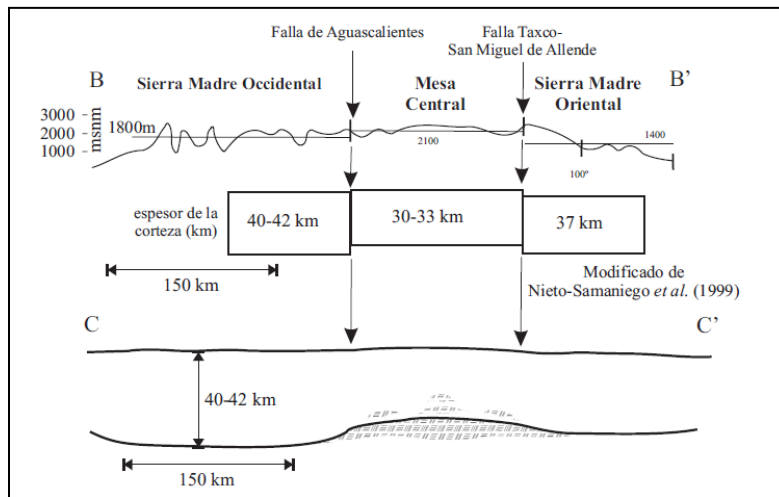 Falla de Aguascalientes
Falla Taxco-
San Miguel de Allende
B
Sierra Madre Occidental
Mesa
Central
Sierra Madre
Oriental
B’
3000
2000
1000
msnm
1800m
2100
1400
100º
espesor de la
corteza (km)
40-42 km
30-33 km
37 km
150 km
Modificado de
Nieto-Samaniego et al. (1999)
C
C’
40-42 km
150 km